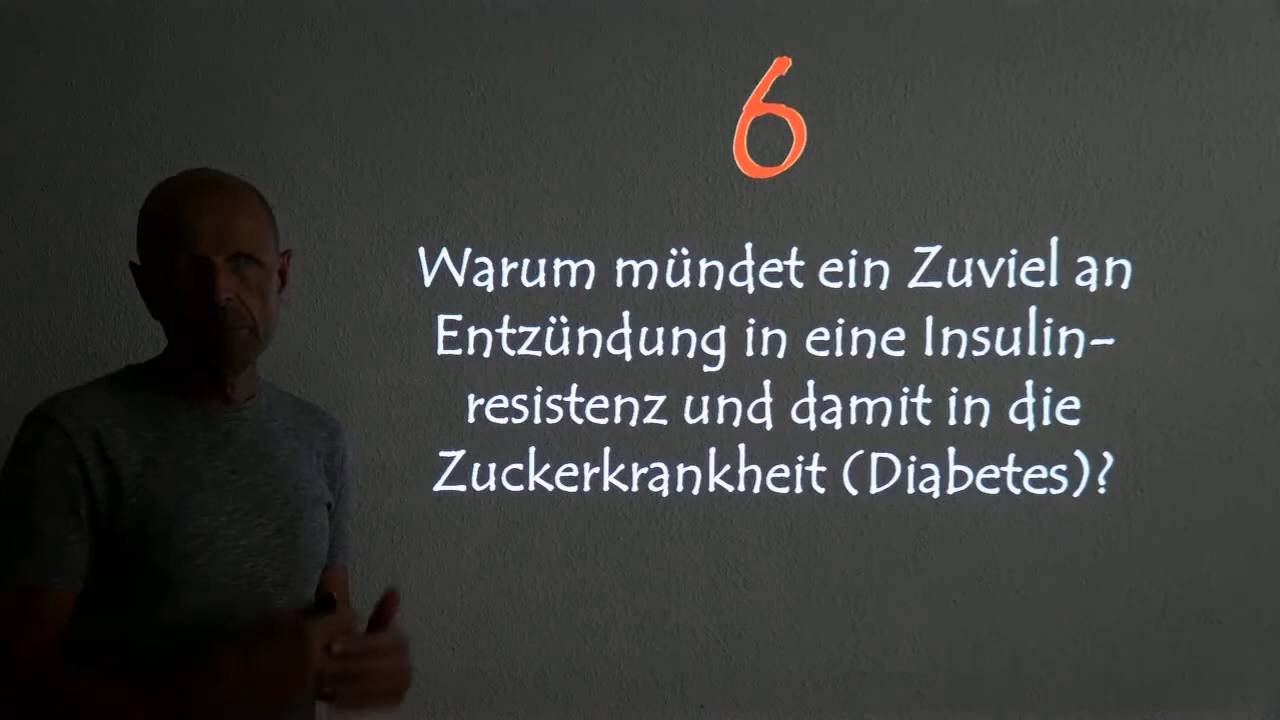 6
Warum mündet ein Zuviel an
Entzündung in eine Insulin-
resistenz und damit in die
Zuckerkrankheit (Diabetes)?